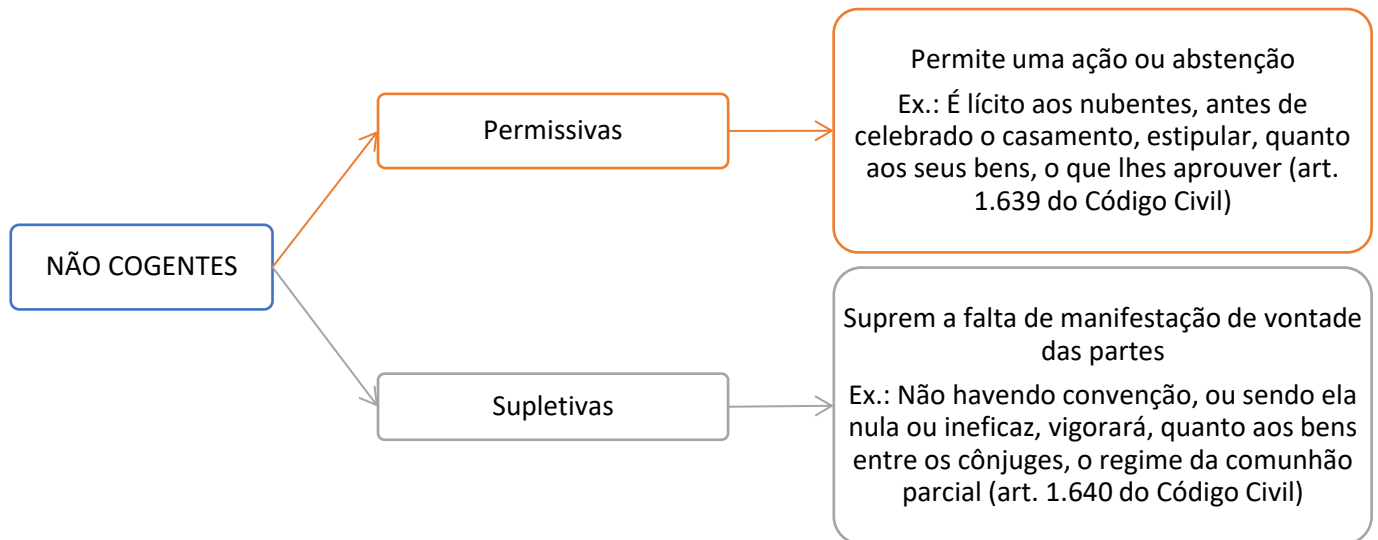 NÃO COGENTES
Permissivas
Permite uma ação ou abstenção
Ex.: É lícito aos nubentes, antes de
celebrado o casamento, estipular, quanto
aos seus bens, o que lhes aprouver (art.
1.639 do Código Civil)
Supletivas
Suprem a falta de manifestação de vontade
das partes
Ex.: Não havendo convenção, ou sendo ela
nula ou ineficaz, vigorará, quanto aos bens
entre os cônjuges, o regime da comunhão
parcial (art. 1.640 do Código Civil)